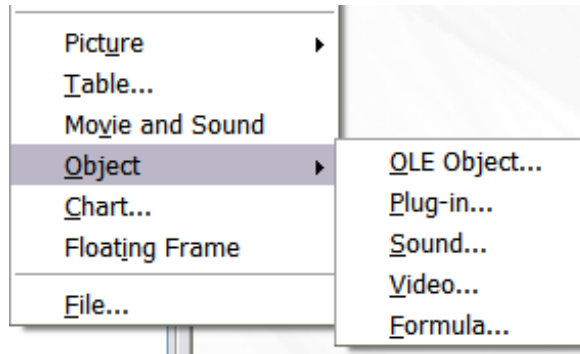 Picture
Table...
Movie and Sound
Object
Chart...
Floating Frame
File...
OLE Object...
Plug-in...
Sound...
Video...
Formula...